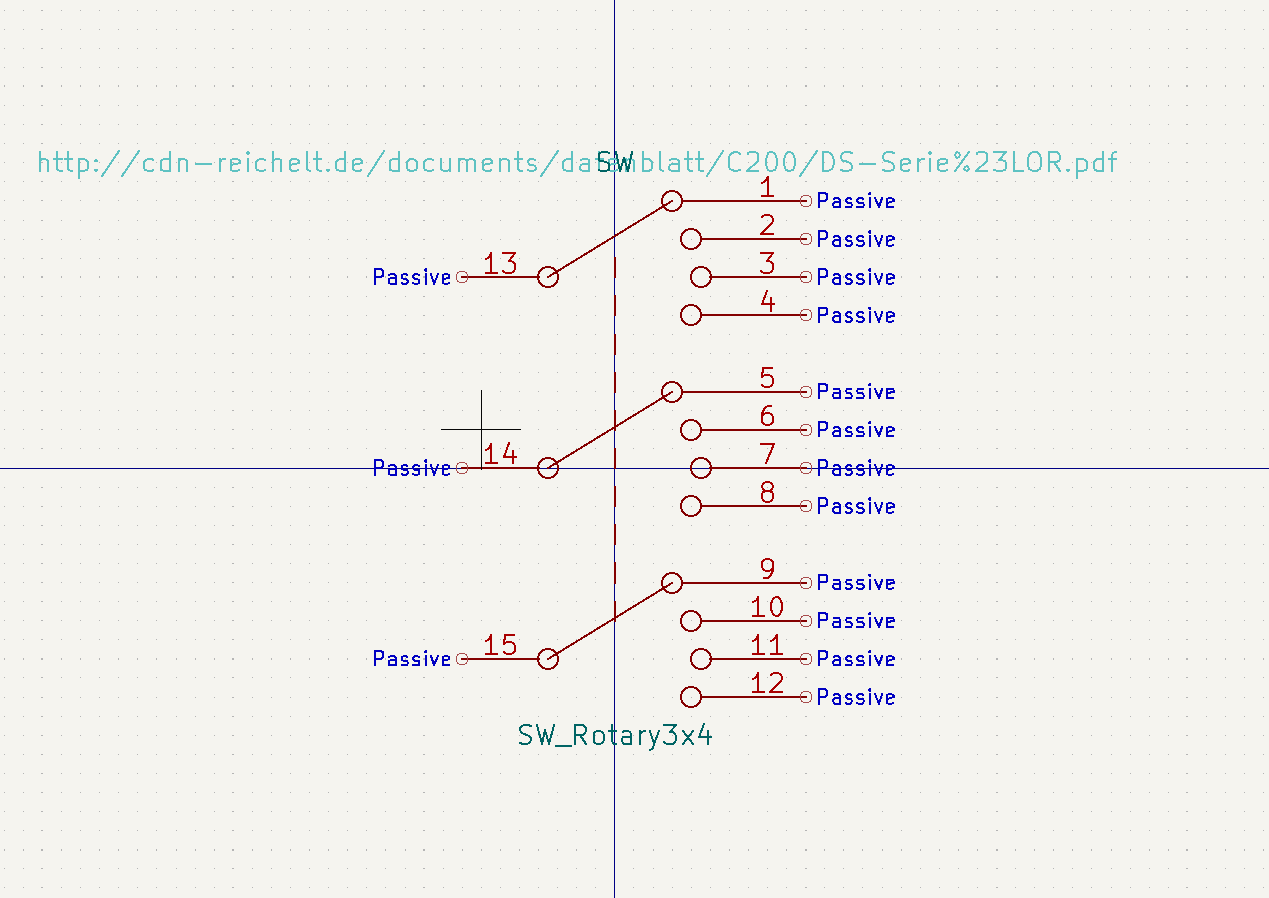 SW
http://cdn-reichelt.de/documents/datenblatt/C200/DS-Serie%23LOR.pdf
1 Passive
2 Passive
Passive 13 3 Passive
4 Passive
5 Passive
6 Passive
Passive 14 7 Passive
8 Passive
9 Passive
10 Passive
Passive 15 11 Passive
12 Passive
SW_Rotary3x4